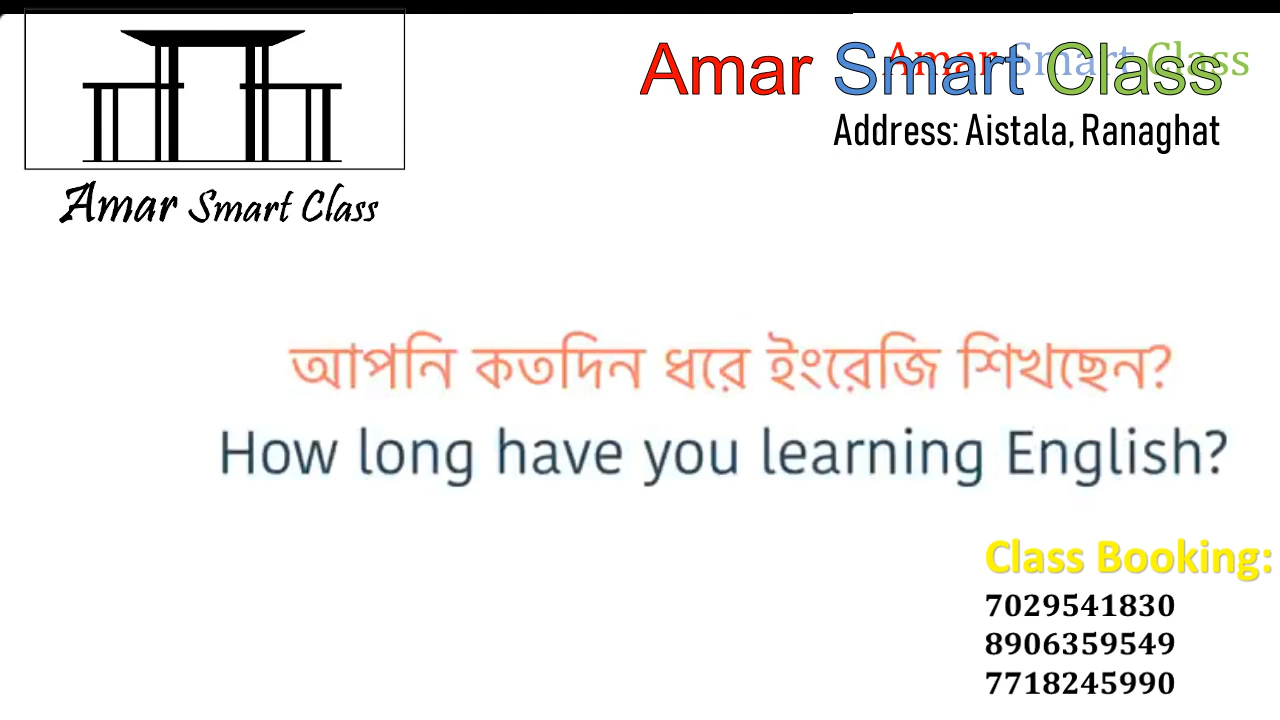 Amar Smart Class
Amar Smart Class
Address: Aistala, Ranaghat
Amar Smart Class
আপনি কতদিন ধরে ইংরেজি শিখছেন?
How long have you learning English?
Class Booking:
7029541830
8906359549
7718245990